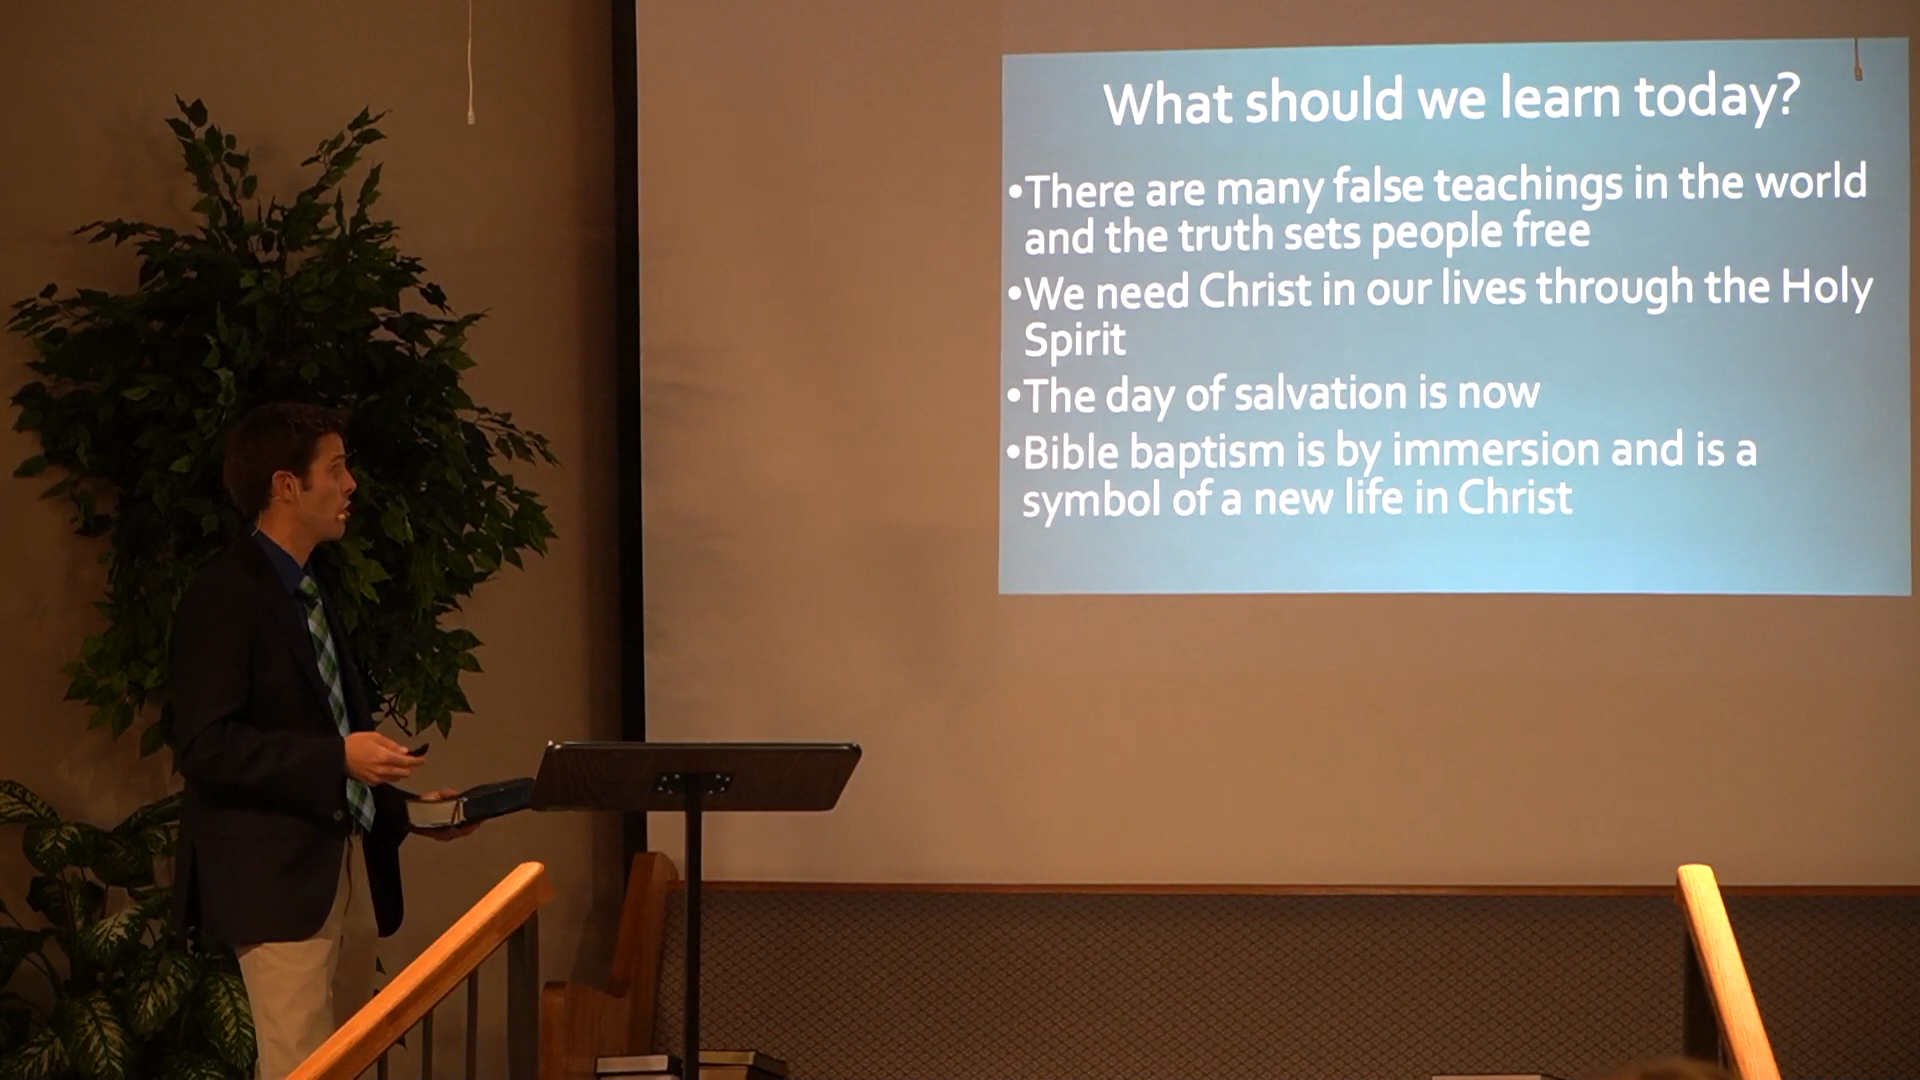 What should we learn today?
•There are many false teachings in the world
and the truth sets people free
•We need Christ in our lives through the Holy
Spirit
•The day of salvation is now
•Bible baptism is by immersion and is a
symbol of a new life in Christ